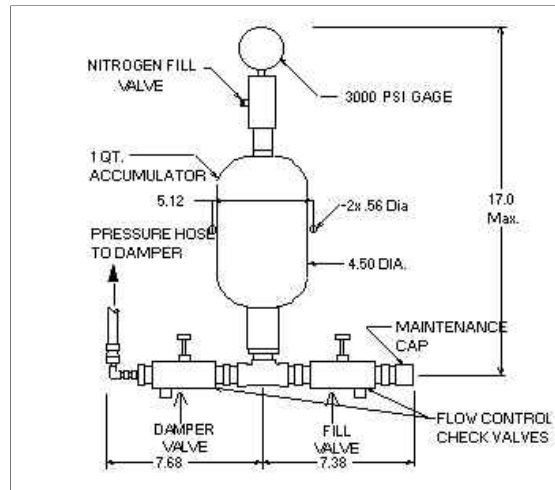 NITROGEN FILL
VALVE
3000 PSI GAGE
1 QT.
ACCUMULATOR
5.12
17.0
Max.
-2x .56 Dia
PRESSURE HOSE
TO DAMPER
4.50 DIA.
MAINTENANCE
CAP
DAMPER
VALVE
FILL
VALVE
FLOW CONTROL
CHECK VALVES
7.68
7.38